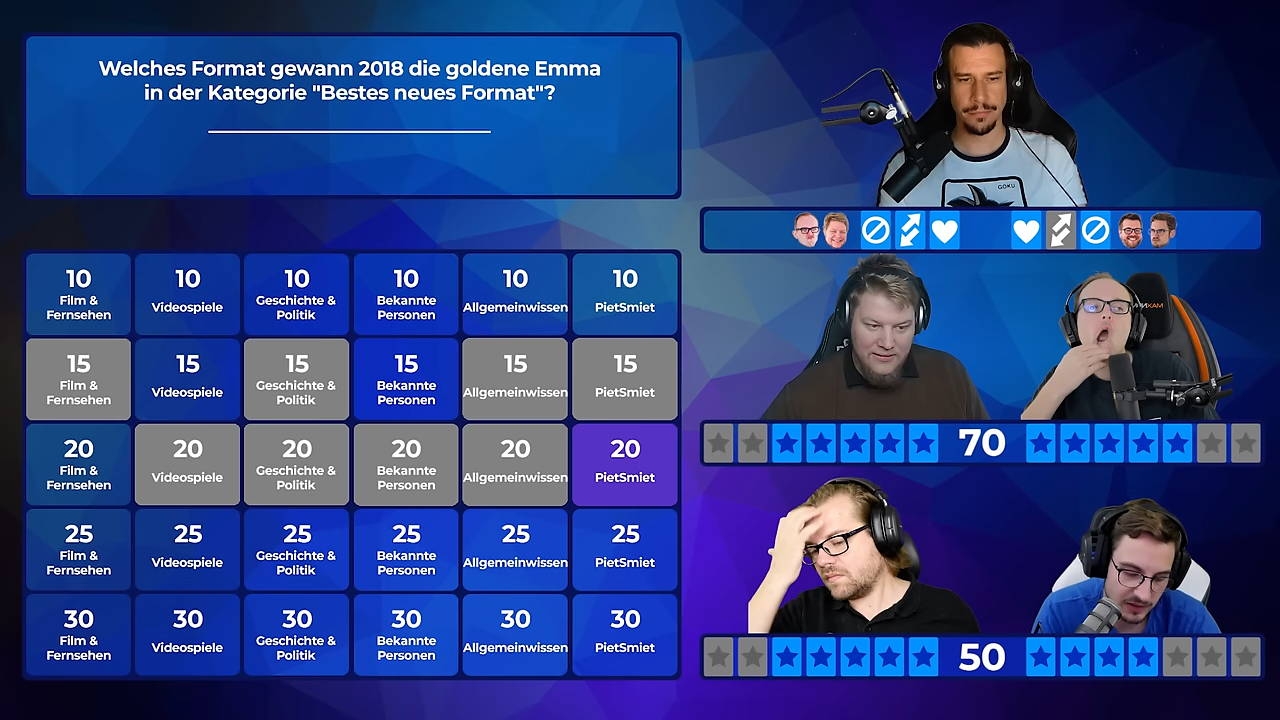 Welches Format gewann 2018 die goldene Emma
in der Kategorie "Bestes neues Format"?
GOKU
10 10 10 10 10 10
Film & Videospiele Geschichte & Bekannte Allgemeinwissen PietSmiet
Fernsehen Politik Personen
15 15 15 15 15 15
Film & Videospiele Geschichte & Bekannte Allgemeinwissen PietSmiet
Fernsehen Politik Personen
20 20 20 20 20 20
Film & Videospiele Geschichte & Bekannte Allgemeinwissen PietSmiet
Fernsehen Politik Personen
25 25 25 25 25 25
Film & Videospiele Geschichte & Bekannte Allgemeinwissen PietSmiet
Fernsehen Politik Personen
30 30 30 30 30 30
Film & Videospiele Geschichte & Bekannte Allgemeinwissen PietSmiet
Fernsehen Politik Personen
70
50